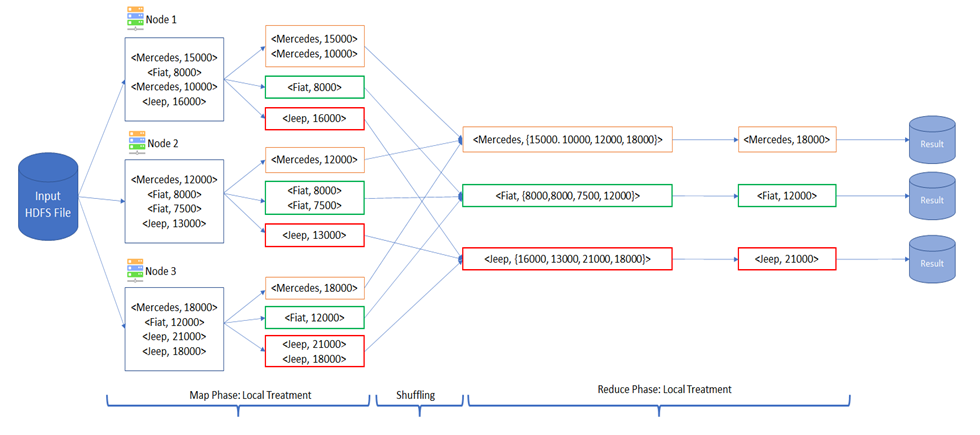 Node 1
<Mercedes, 15000>
<Fiat, 8000>
<Mercedes, 10000>
<Jeep, 16000>
<Mercedes, 15000>
<Mercedes, 10000>
<Fiat, 8000>
<Jeep, 16000>
Node 2
<Mercedes, 12000>
<Fiat, 8000>
<Fiat, 7500>
<Jeep, 13000>
<Mercedes, 12000>
<Fiat, 8000>
<Fiat, 7500>
<Jeep, 13000>
Input
HDFS File
Node 3
<Mercedes, 18000>
<Fiat, 12000>
<Jeep, 21000>
<Jeep, 18000>
<Mercedes, 18000>
<Fiat, 12000>
<Jeep, 21000>
<Jeep, 18000>
<Mercedes, {15000. 10000, 12000, 18000}>
<Mercedes, 18000>
Result
<Fiat, {8000,8000, 7500, 12000}>
<Fiat, 12000>
Result
<Jeep, {16000, 13000, 21000, 18000}>
<Jeep, 21000>
Result
Map Phase: Local Treatment
Shuffling
Reduce Phase: Local Treatment